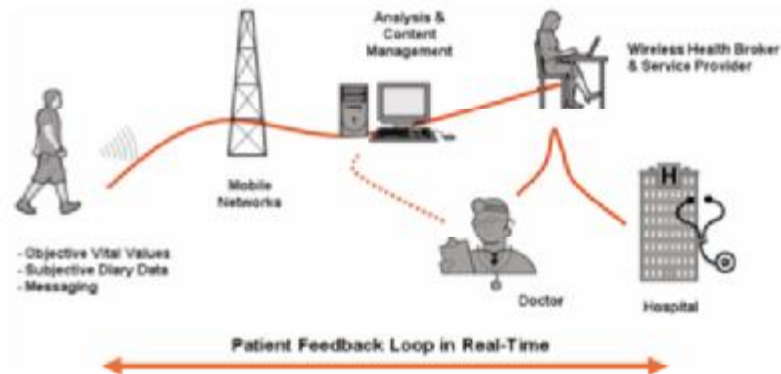 Analysis &
Content
Management
Wireless Health Broker
& Service Provider
Mobile
Networks
- Objective Vital Values
- Subjective Diary Data
- Messaging
Doctor
H
Hospital
Patient Feedback Loop in Real-Time